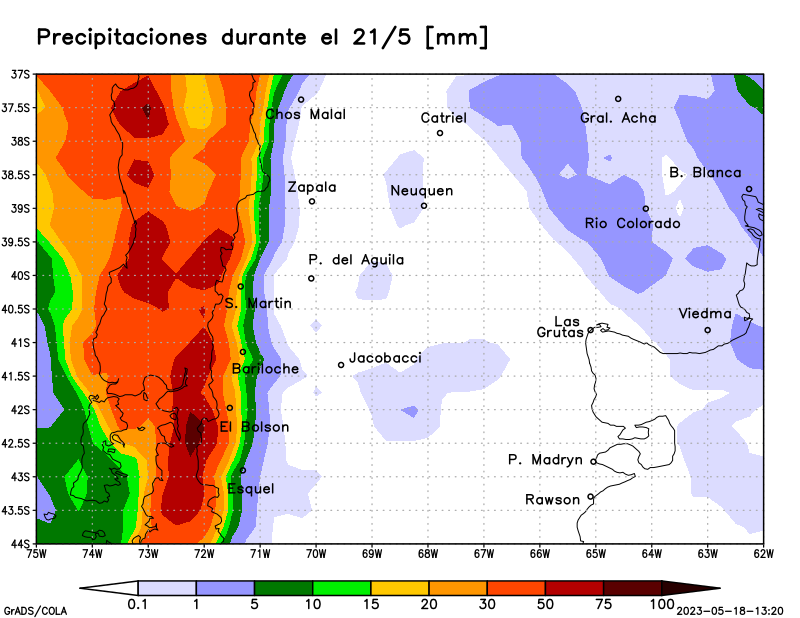 Precipitaciones durante el 21/5 [mm]
37S
37.5S
38S
38.5S
39S
39.5S
40S
40.5S
41S
41.5S
42S
42.5S
43S
43.5S
44S
Chos Malal
Catriel
Gral. Acha
B. Blanca
Zapala
Neuquen
Rio Colorado
P. del Aguila
S. Martin
Viedma
Las
Grutas
Bariloche
Jacobacci
El Bolson
P. Madryn
Esquel
Rawson
75W 74W 73W 72W 71W 70W 69W 68W 67W 66W 65W 64W 63W 62W
0.1 1 5 10 15 20 30 50 75 100
GrADS/COLA
2023-05-18-13:20